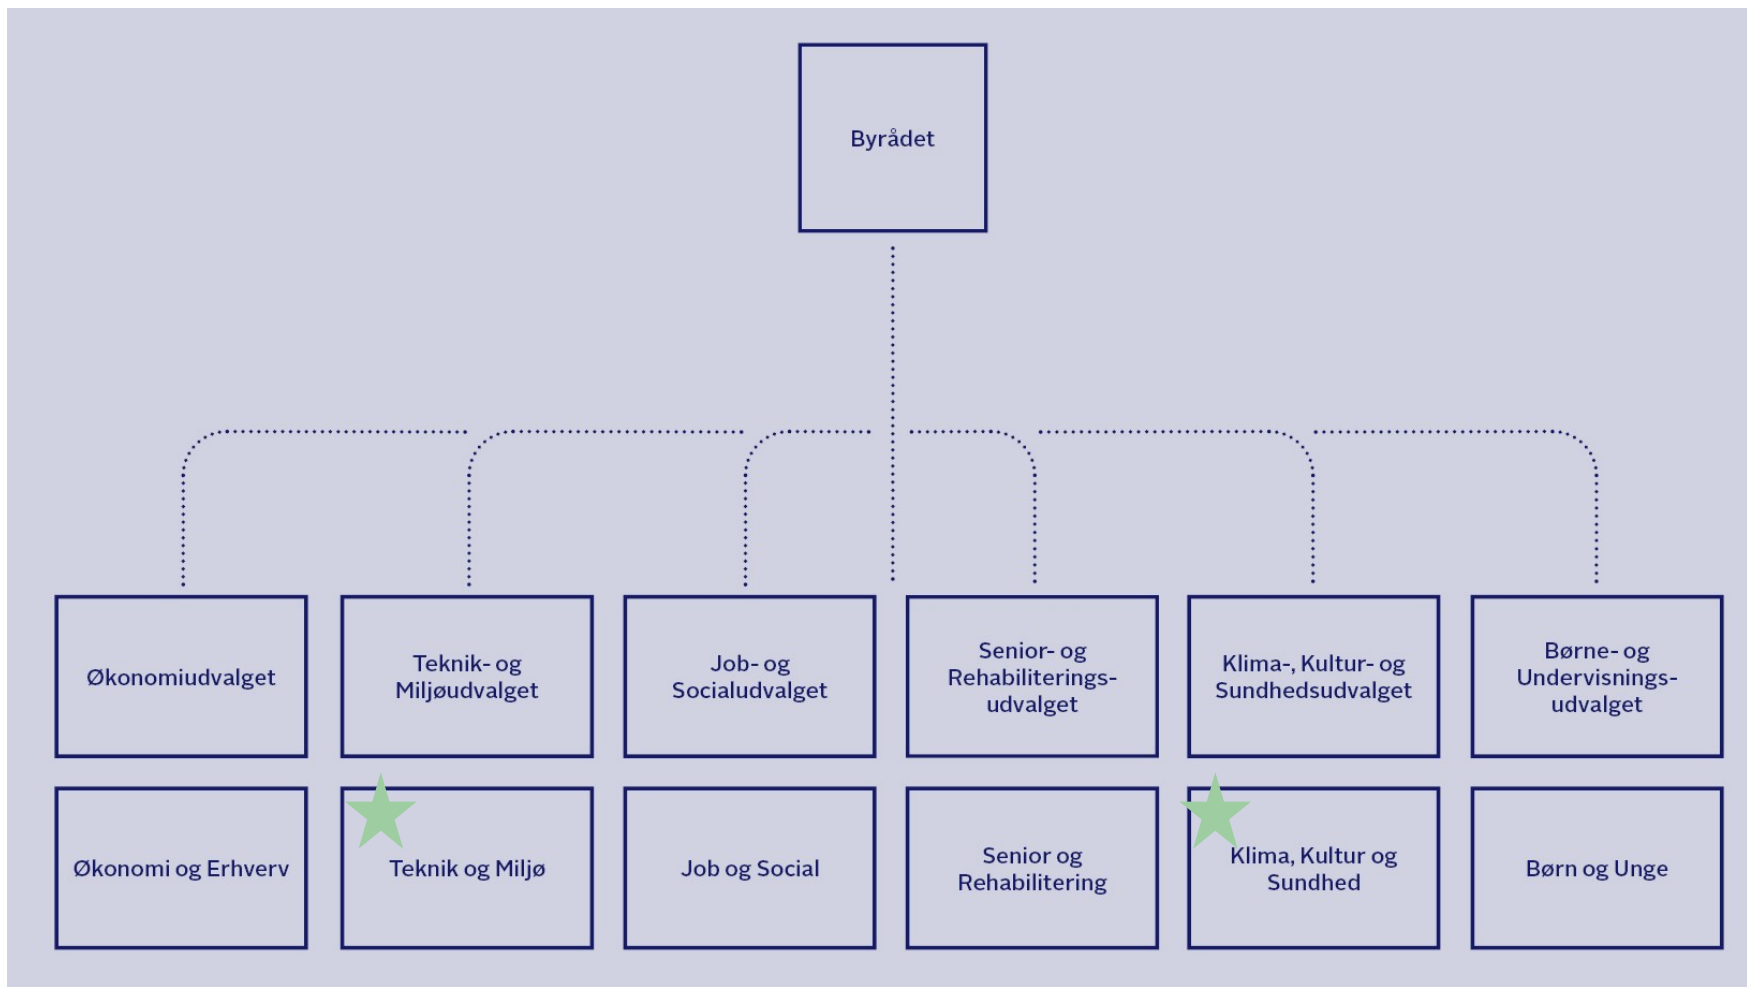 Byrådet
Økonomiudvalget
Teknik- og
Miljøudvalget
Job- og
Socialudvalget
Senior- og
Rehabiliterings-
udvalget
Klima-, Kultur- og
Sundhedsudvalget
Børne- og
Undervisnings-
udvalget
Økonomi og Erhverv
Teknik og Miljø
Job og Social
Senior og
Rehabilitering
Klima, Kultur og
Sundhed
Børn og Unge